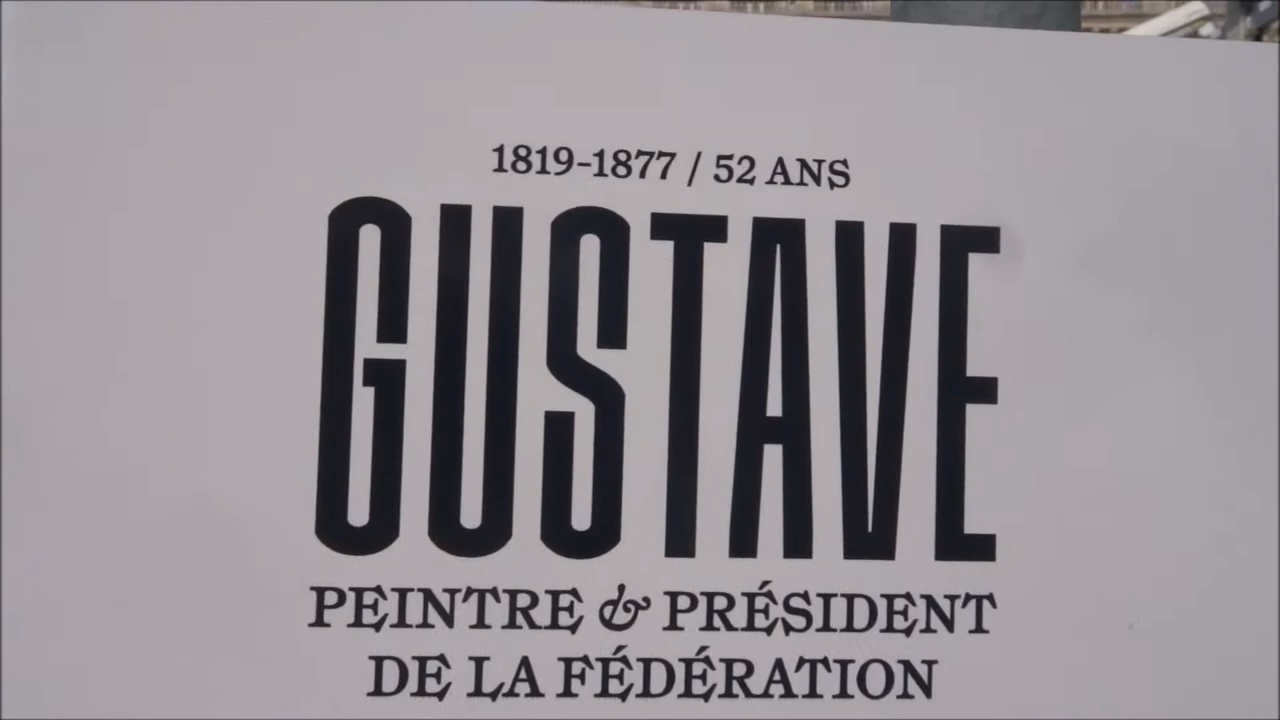 1819-1877 / 52 ANS
GUSTAVE
PEINTRE & PRÉSIDENT
DE LA FÉDÉRATION